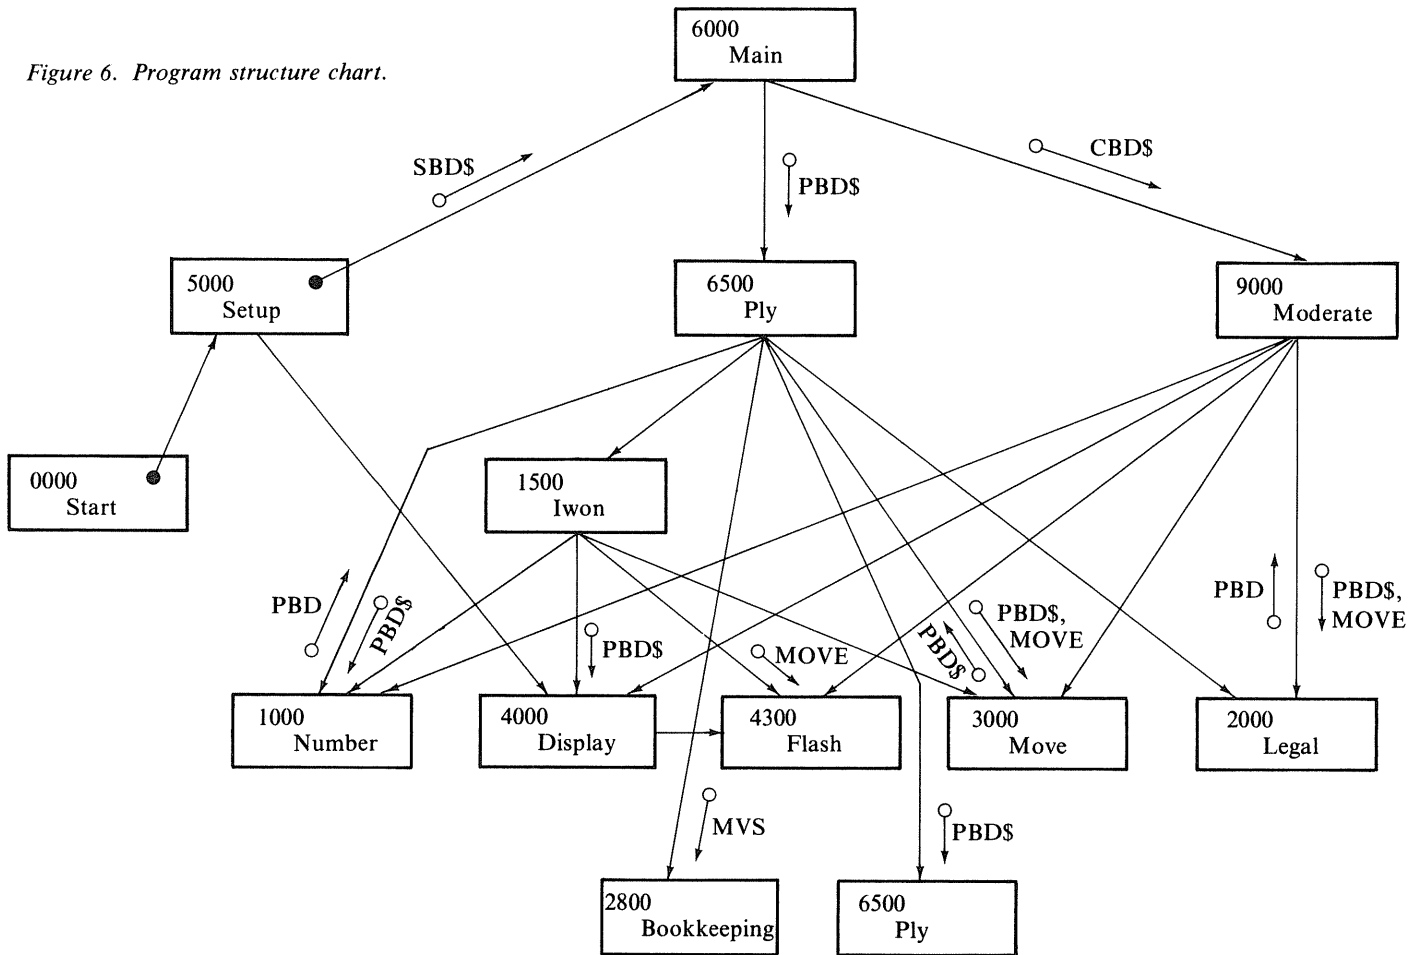 6000
Main
Figure 6. Program structure chart.
SBD$
PBD$
CBD$
5000
Setup
6500
Ply
9000
Moderate
0000
Start
1500
Iwon
PBD
PBD$
PBD$
MOVE
PBD$
PBD$,
MOVE
PBD
PBD$,
MOVE
1000
Number
4000
Display
4300
Flash
3000
Move
2000
Legal
MVS
PBD$
2800
Bookkeeping
6500
Ply